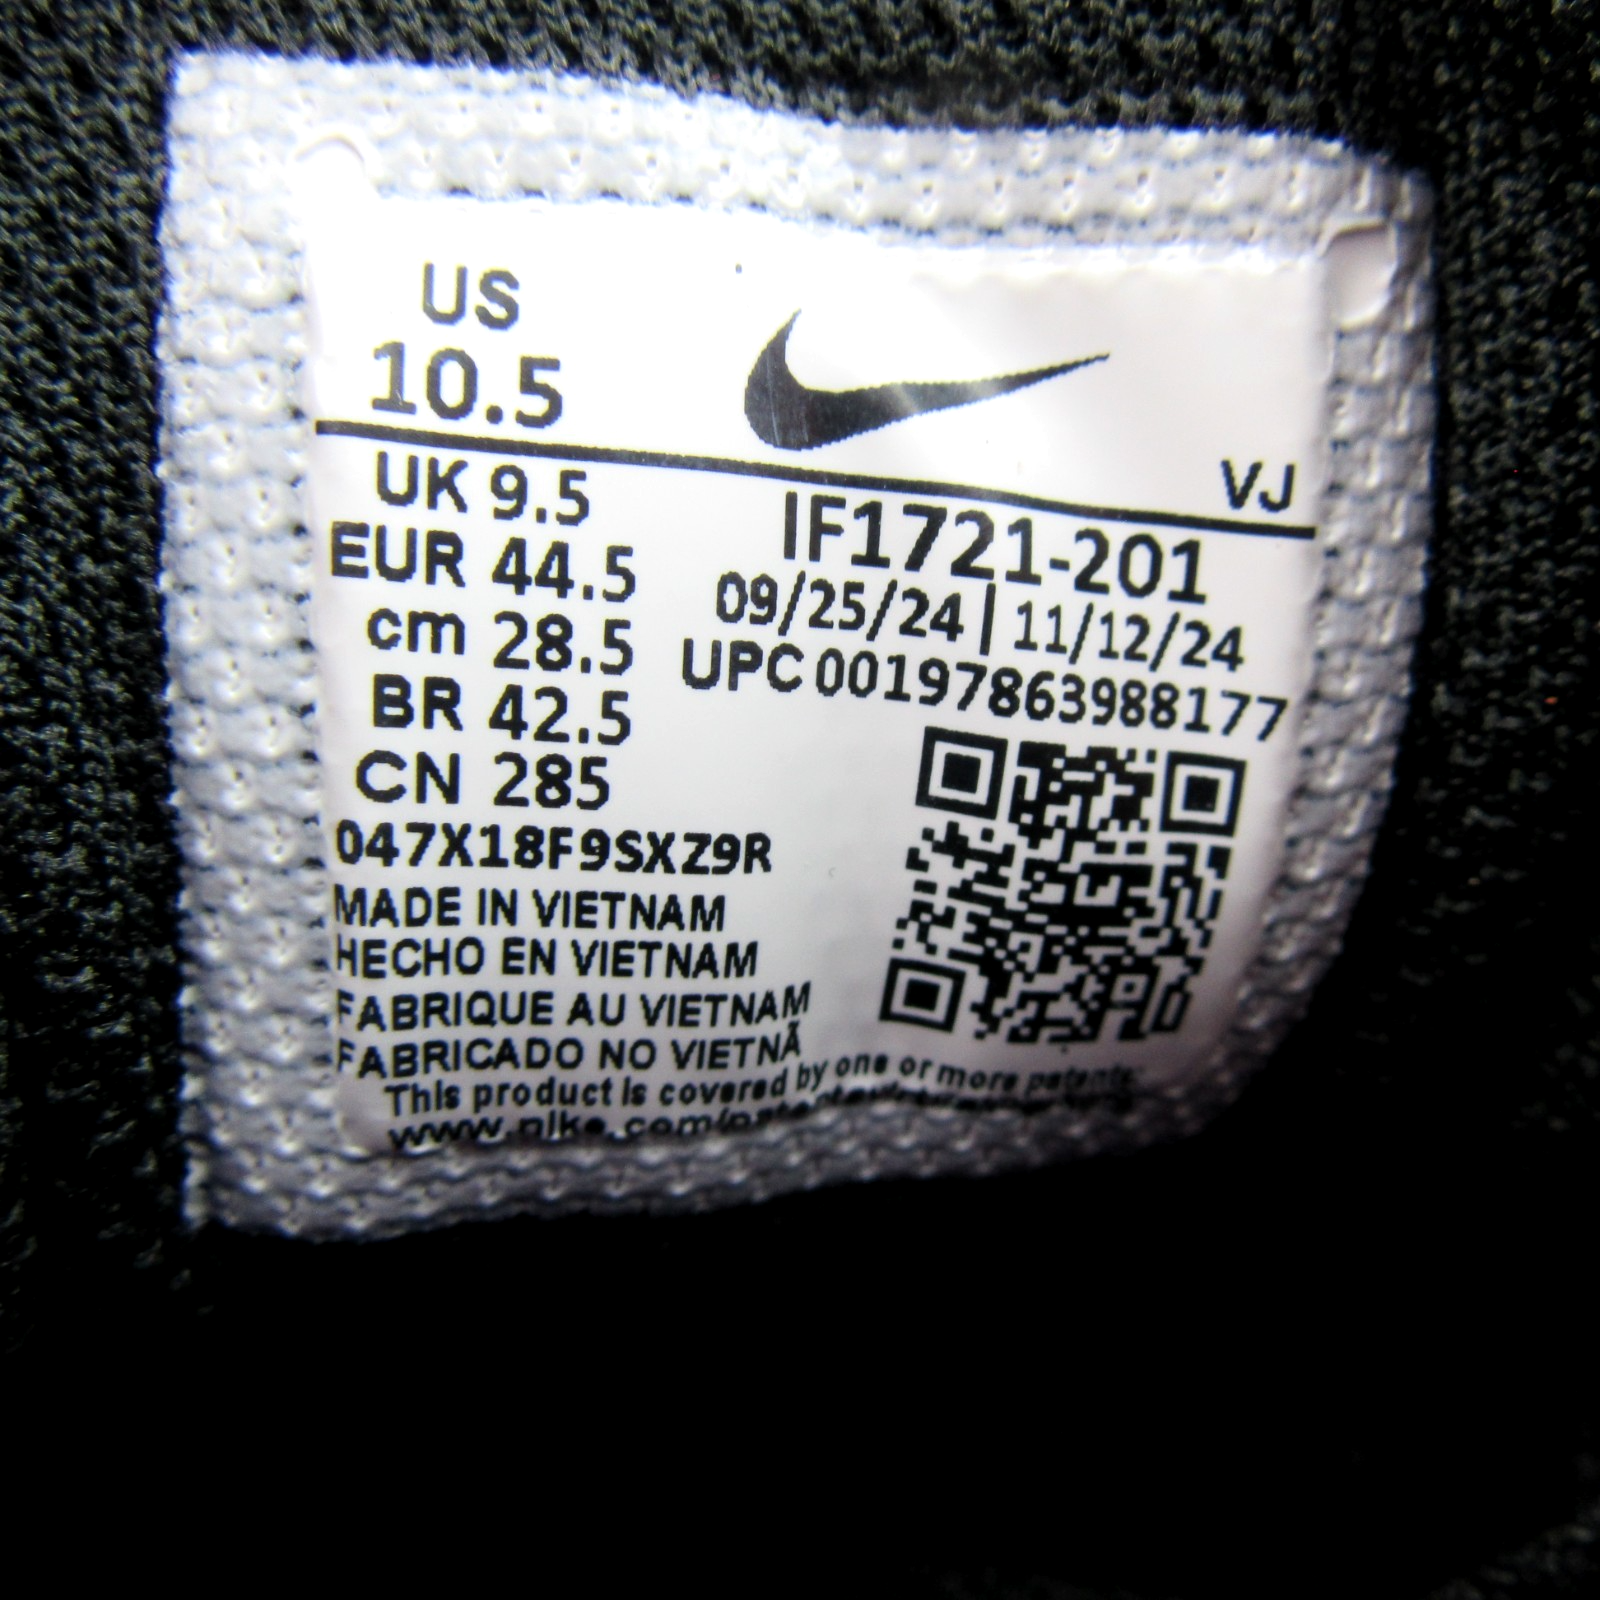 US
10.5
VJ
UK 9.5
EUR 44.5
cm 28.5
BR 42.5
CN 285
IF1721-201
09/25/24 | 11/12/24
UPC 00197863988177
047X18F9SXZ9R
MADE IN VIETNAM
HECHO EN VIETNAM
FABRIQUE AU VIETNAM
FABRICADO NO VIETNÃ
This product is covered by one or more patents: